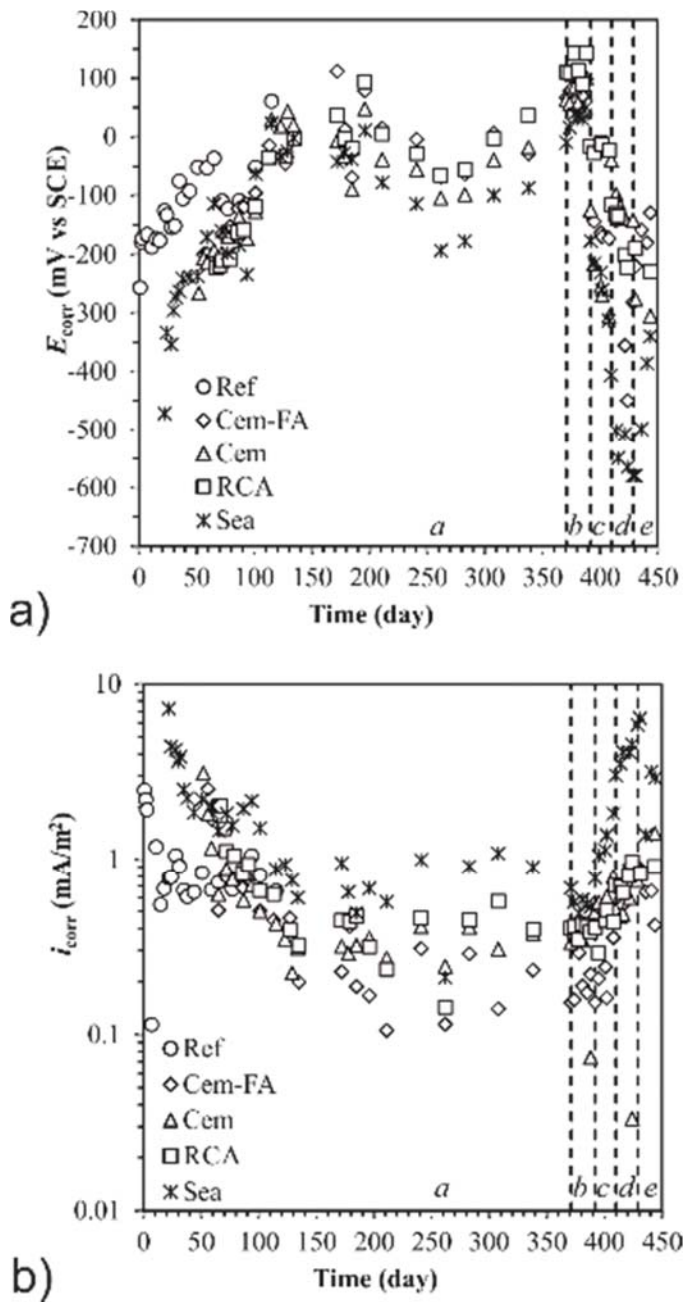 200
100
0
-100
-200
-300
-400
-500
-600
-700
E_corr (mV vs SCE)
Ref
Cem-FA
Cem
RCA
Sea
a b c d e
0 50 100 150 200 250 300 350 400 450
Time (day)
a)
10
1
0.1
0.01
i_corr (mA/m²)
Ref
Cem-FA
Cem
RCA
Sea
a b c d e
0 50 100 150 200 250 300 350 400 450
Time (day)
b)